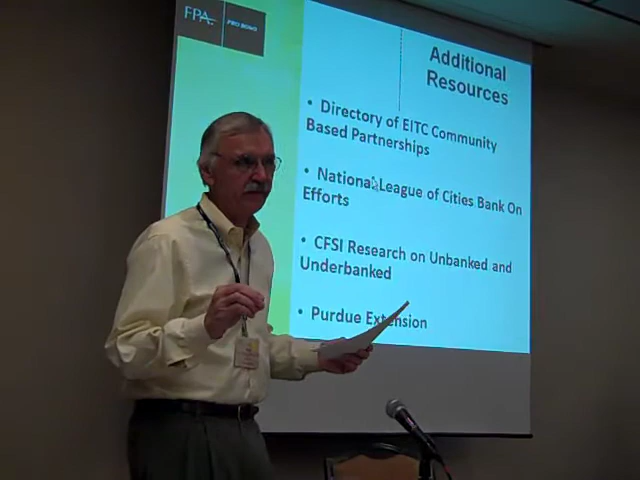 FPA
PRO BONO
Additional
Resources
• Directory of EITC Community
Based Partnerships
• National League of Cities Bank On
Efforts
• CFSI Research on Unbanked and
Underbanked
• Purdue Extension